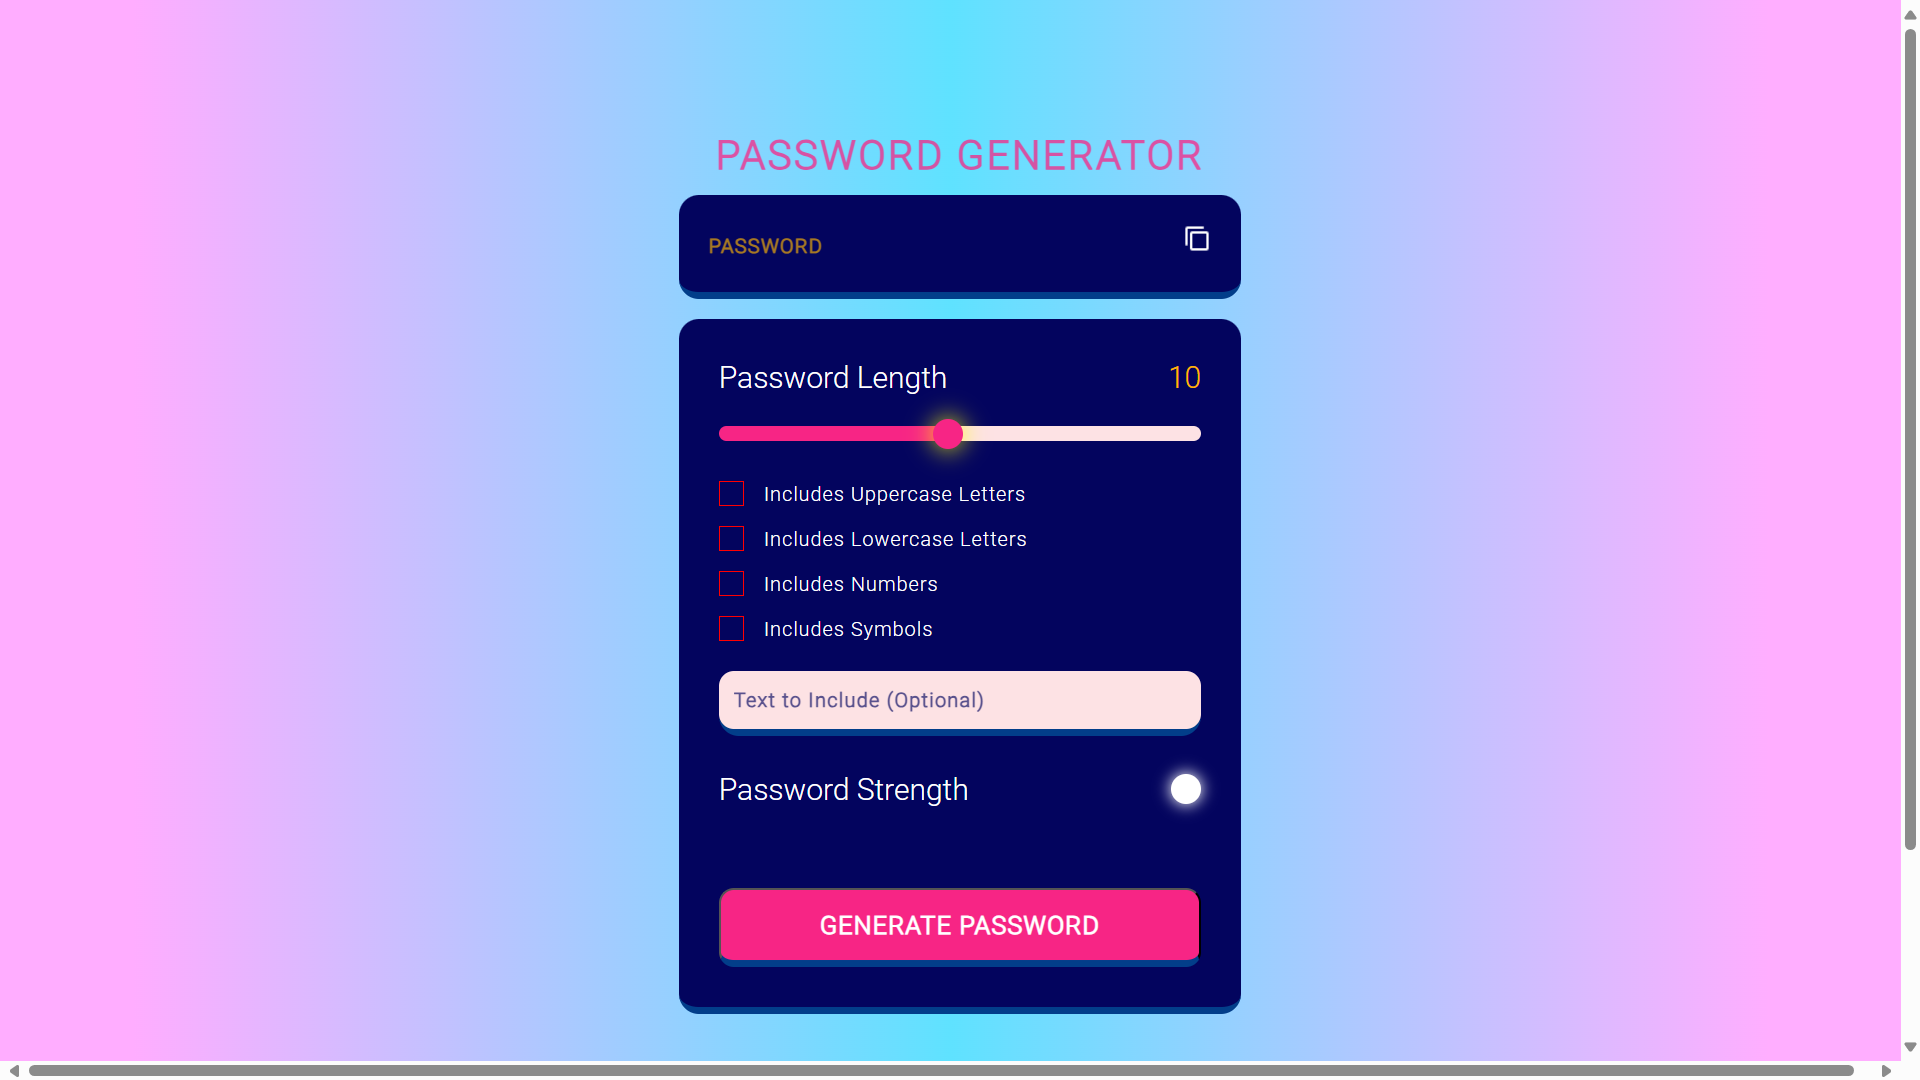 PASSWORD GENERATOR
PASSWORD
Password Length 10
Includes Uppercase Letters
Includes Lowercase Letters
Includes Numbers
Includes Symbols
Text to Include (Optional)
Password Strength
GENERATE PASSWORD